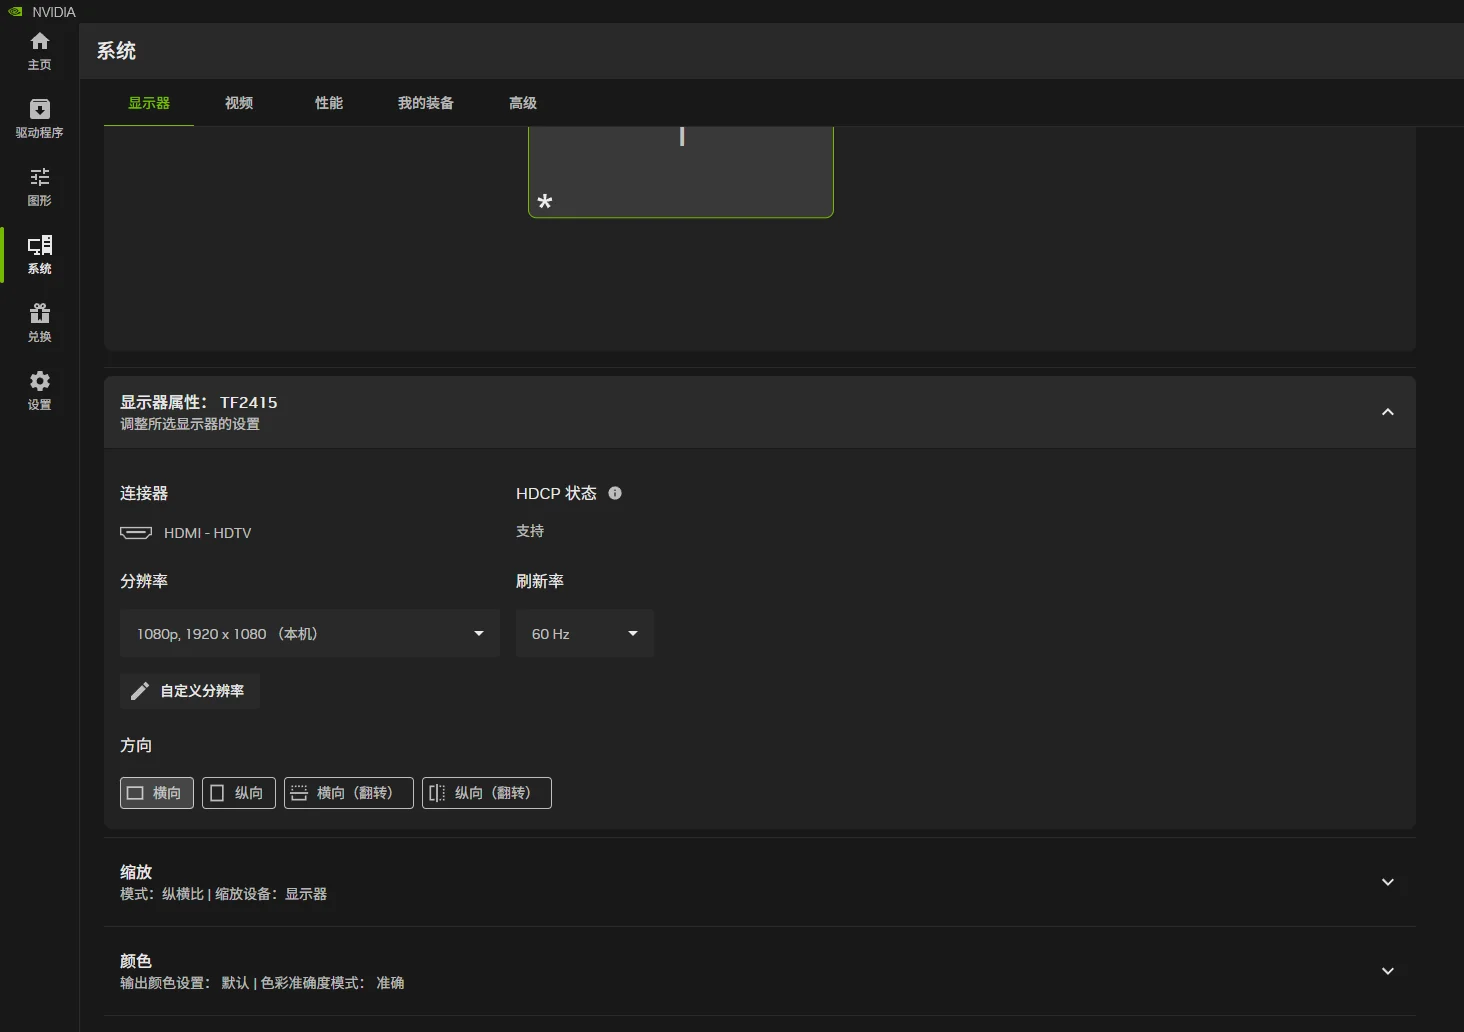 NVIDIA
主页
驱动程序
图形
系统
兑换
设置
系统
显示器
视频
性能
我的装备
高级
*
显示器属性： TF2415
调整所选显示器的设置
连接器
HDCP 状态
HDMI - HDTV
支持
分辨率
刷新率
1080p, 1920 x 1080 （本机）
60 Hz
自定义分辨率
方向
横向
纵向
横向（翻转）
纵向（翻转）
缩放
模式：纵横比 | 缩放设备：显示器
颜色
输出颜色设置： 默认 | 色彩准确度模式： 准确